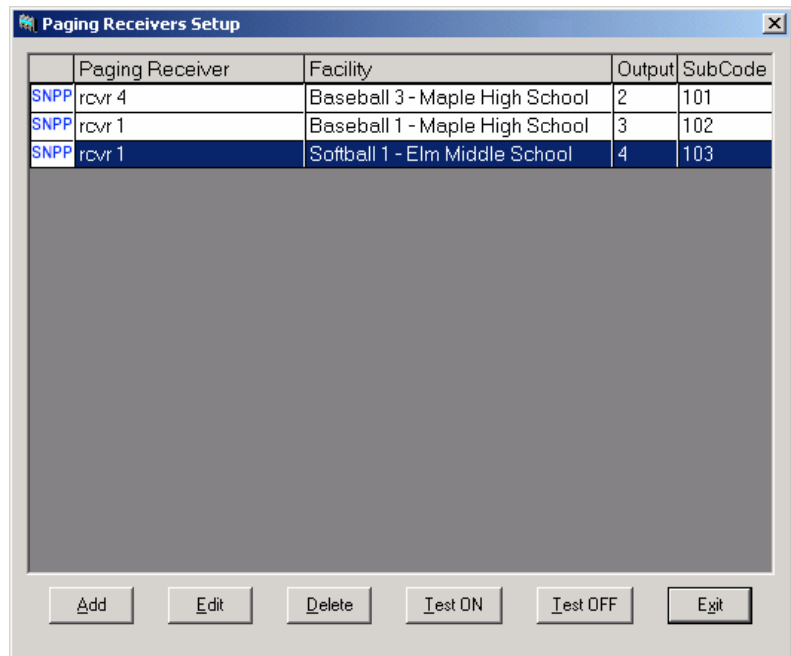 Paging Receivers Setup
Paging Receiver Facility Output SubCode
SNPP rcvr 4 Baseball 3 - Maple High School 2 101
SNPP rcvr 1 Baseball 1 - Maple High School 3 102
SNPP rcvr 1 Softball 1 - Elm Middle School 4 103
Add Edit Delete Test ON Test OFF Exit